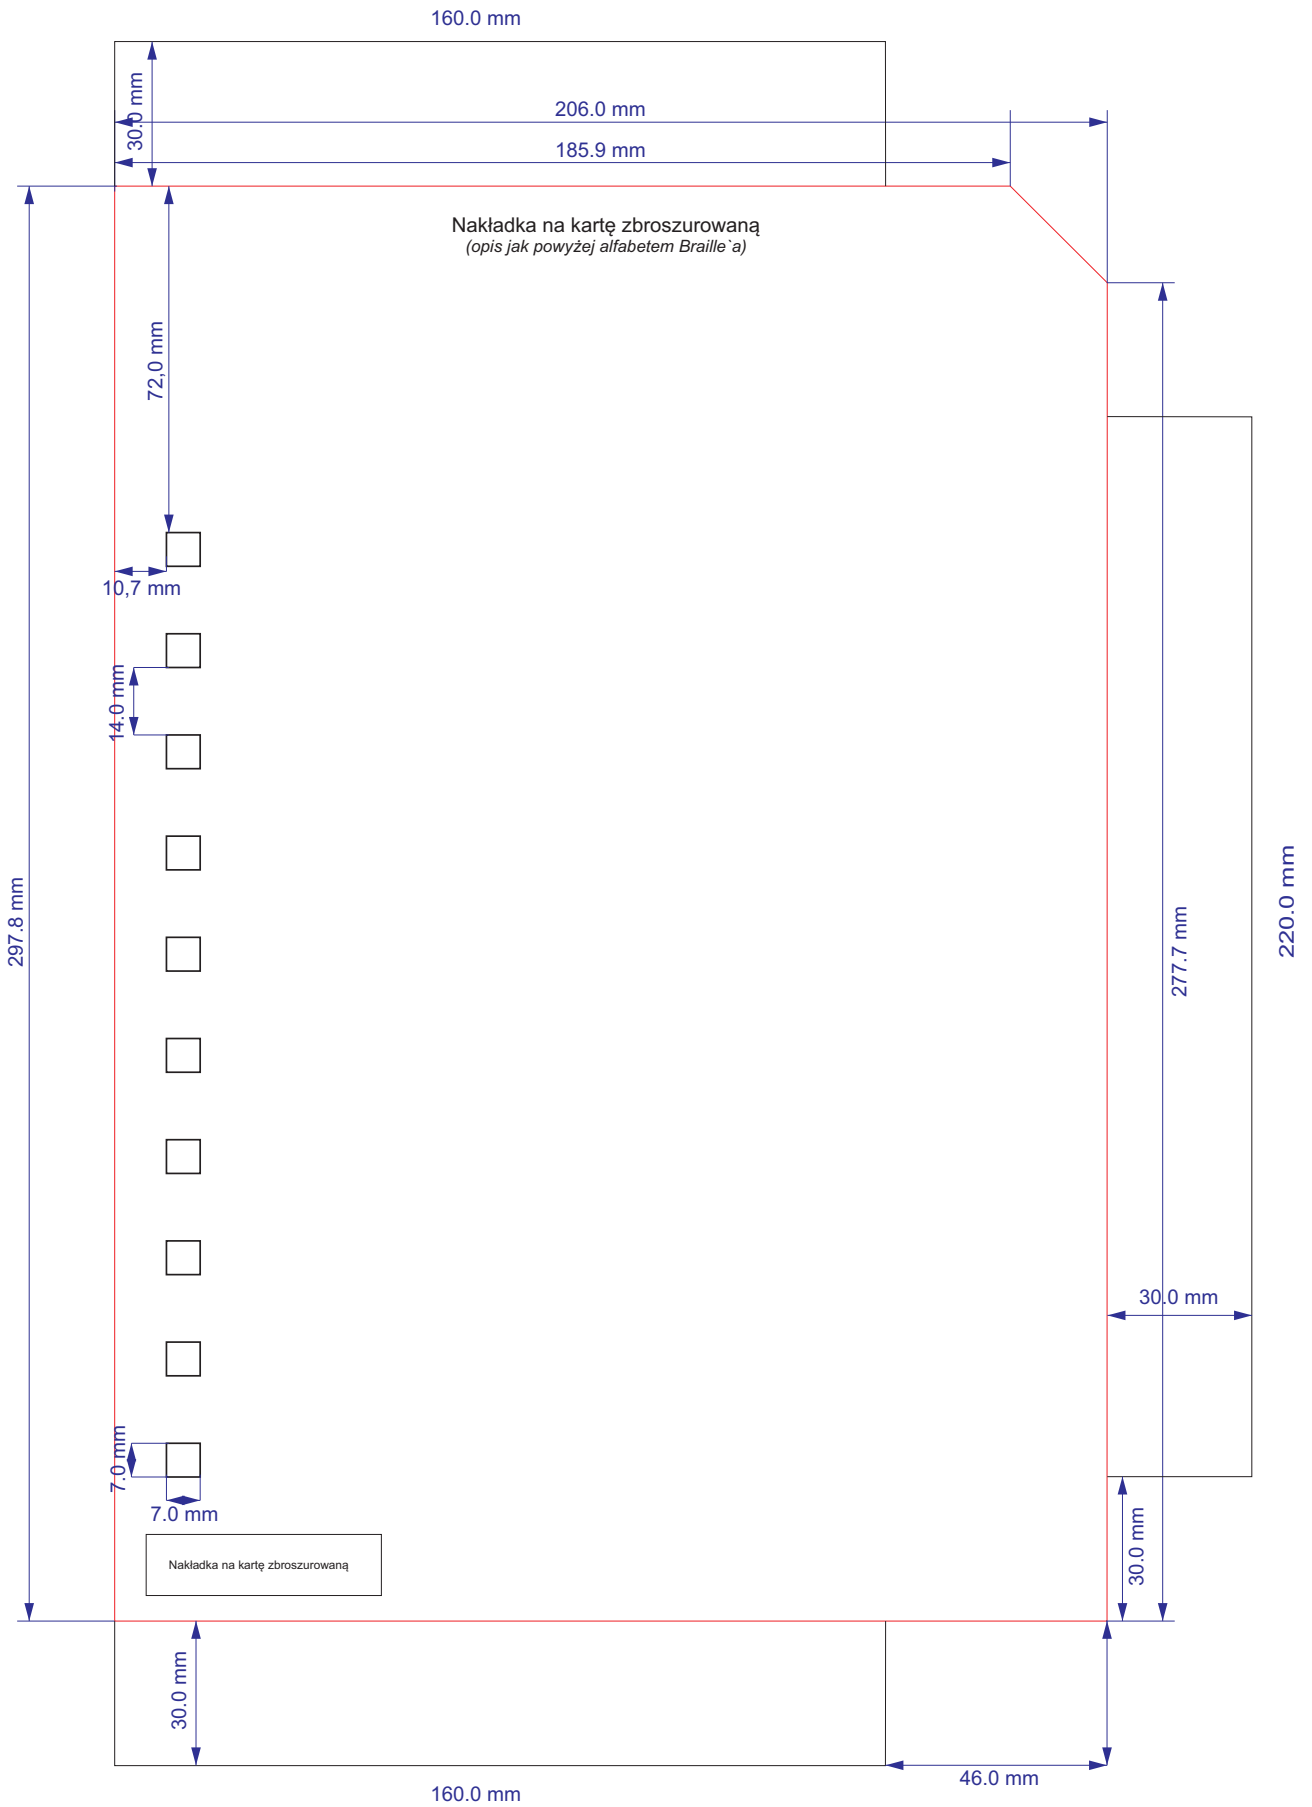 160.0 mm
30.0 mm
206.0 mm
185.9 mm
Nakładka na kartę zbroszurowaną
(opis jak powyżej alfabetem Braille`a)
72,0 mm
10,7 mm
14.0 mm
297.8 mm
220.0 mm
277.7 mm
30.0 mm
7.0 mm
7.0 mm
30.0 mm
Nakładka na kartę zbroszurowaną
30.0 mm
46.0 mm
160.0 mm